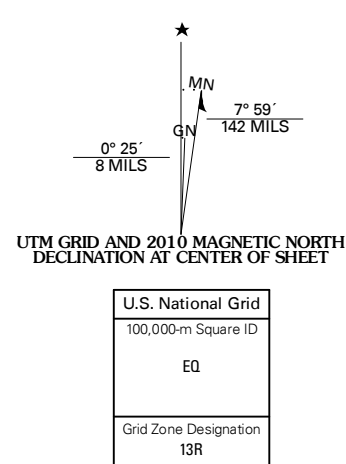 MN
7° 59´
142 MILS
GN
0° 25´
8 MILS
UTM GRID AND 2010 MAGNETIC NORTH
DECLINATION AT CENTER OF SHEET
U.S. National Grid
100,000-m Square ID
EQ
Grid Zone Designation
13R